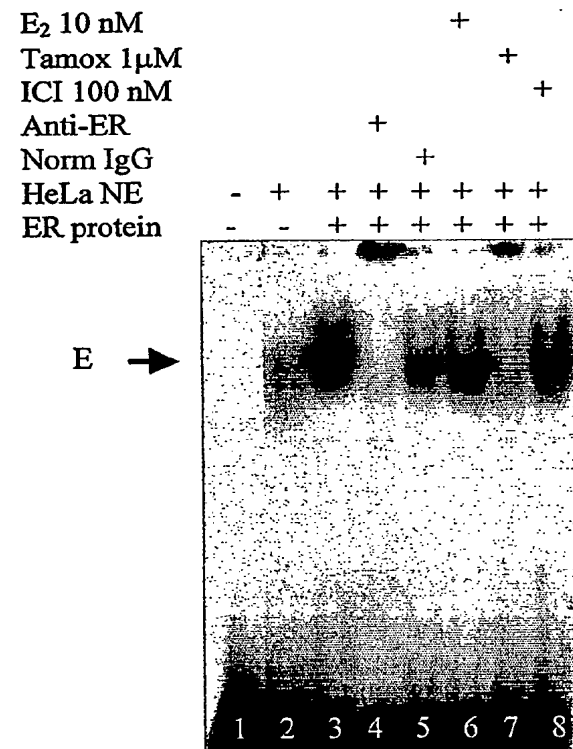 E₂ 10 nM +
Tamox 1µM +
ICI 100 nM +
Anti-ER +
Norm IgG +
HeLa NE - + + + + + + +
ER protein - - + + + + + +
E
1 2 3 4 5 6 7 8